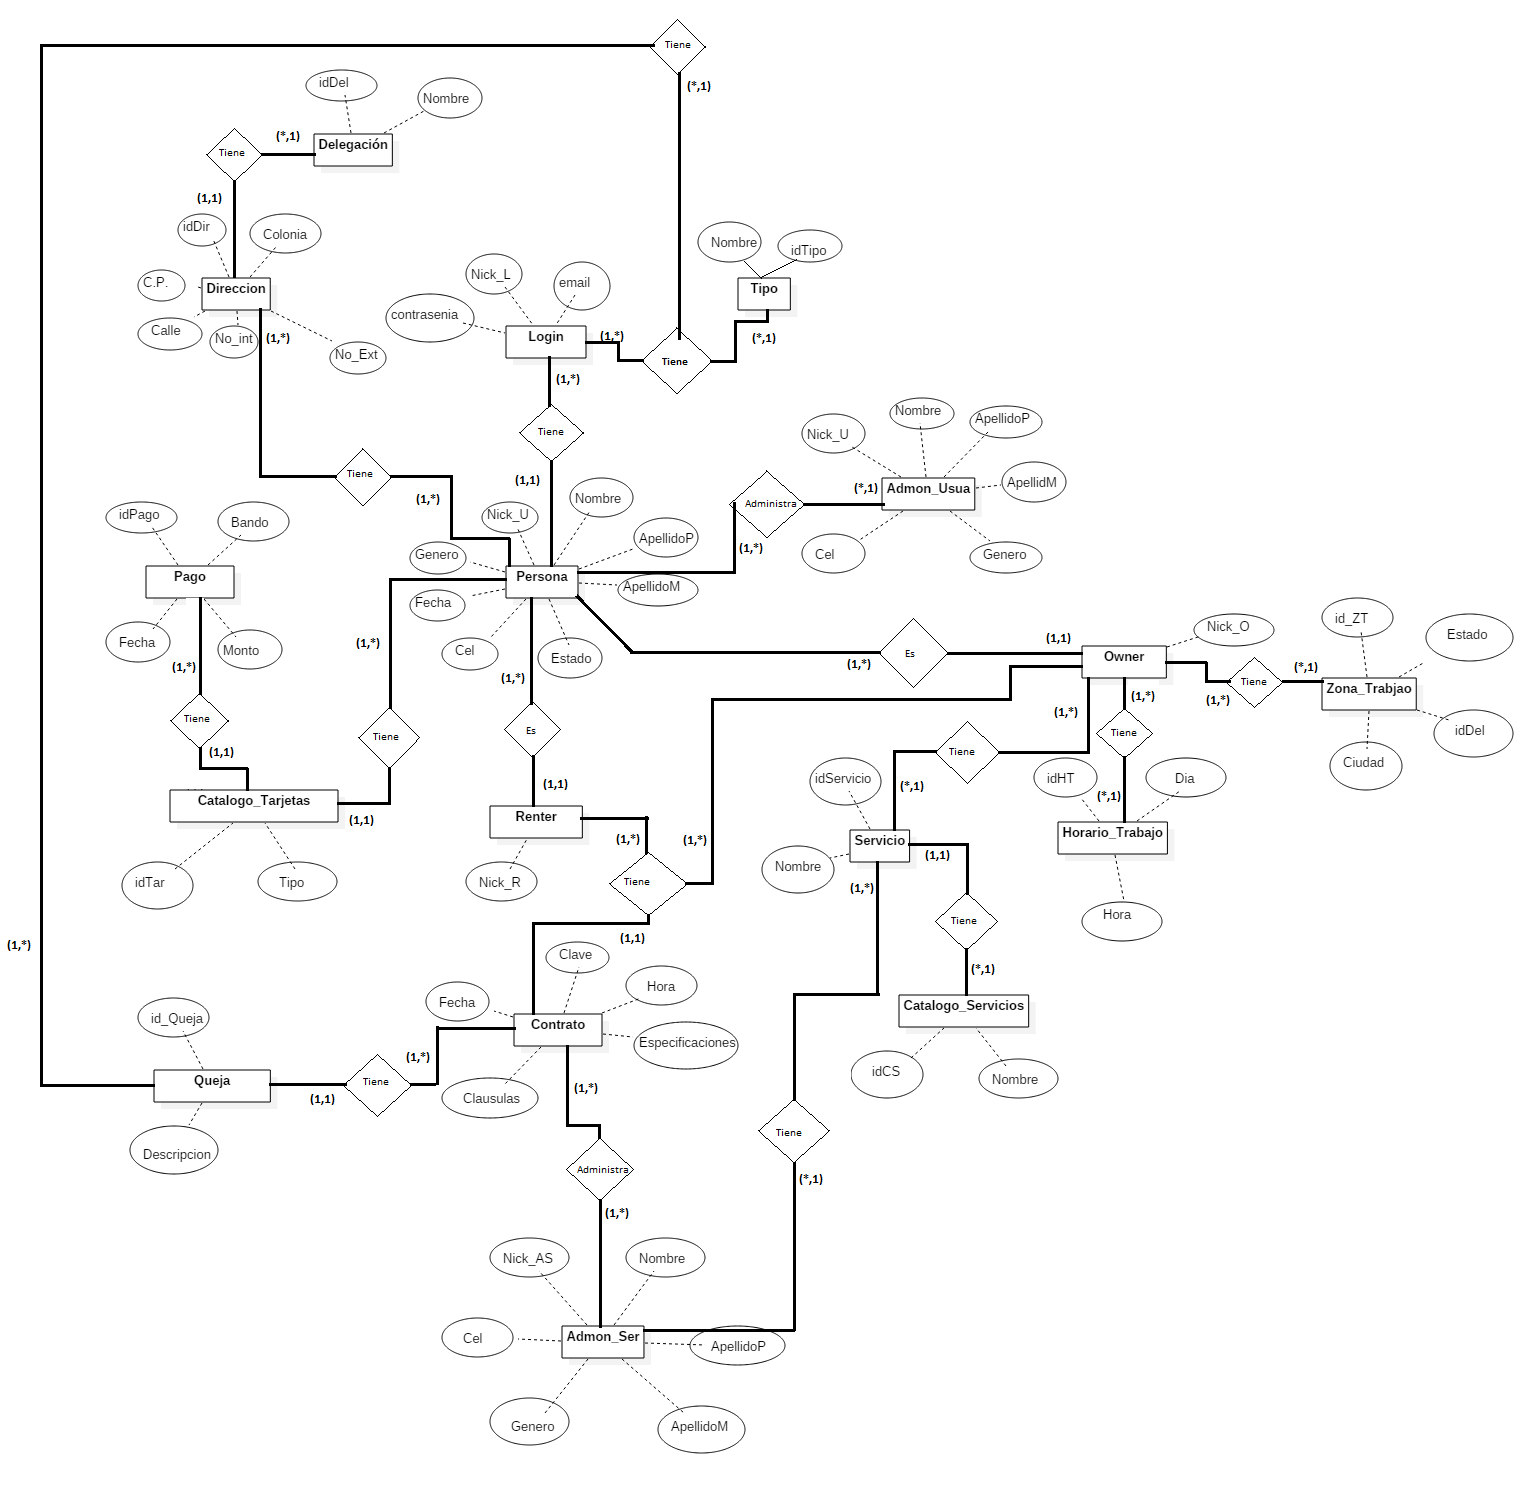 Tiene
(*,1)
idDel
Nombre
Delegación
(*,1)
Tiene
(1,1)
idDir
Colonia
C.P.
Direccion
Calle
No_int
(1,*)
No_Ext
Nick_L
email
contrasenia
Login
(1,*)
Nombre
idTipo
Tipo
(*,1)
Tiene
(1,*)
Tiene
(1,1)
Tiene
(1,*)
Nick_U
Nombre
ApellidoP
Genero
Persona
ApellidoM
Fecha
Cel
Estado
Nick_U
Nombre
ApellidoP
Admon_Usua
ApellidM
Cel
Genero
(*,1)
Administra
(1,*)
idPago
Bando
Pago
Fecha
Monto
(1,*)
Tiene
(1,1)
Catalogo_Tarjetas
idTar
Tipo
(1,*)
Tiene
(1,1)
(1,*)
Es
(1,1)
Renter
Nick_R
(1,*)
Es
(1,1)
Owner
Nick_O
(1,*)
Tiene
(*,1)
id_ZT
Estado
Zona_Trabjao
idDel
Ciudad
(1,*)
Tiene
(*,1)
idHT
Dia
Horario_Trabajo
Hora
(1,*)
Tiene
(*,1)
idServicio
Servicio
Nombre
(1,1)
Tiene
(*,1)
Catalogo_Servicios
idCS
Nombre
(1,*)
(1,*)
Tiene
(1,*)
(1,1)
Clave
Fecha
Hora
Contrato
Especificaciones
Clausulas
(1,*)
(1,*)
Tiene
(1,1)
id_Queja
Queja
Descripcion
(1,*)
Administra
(1,*)
Tiene
(*,1)
Nick_AS
Nombre
Cel
Admon_Ser
ApellidoP
Genero
ApellidoM